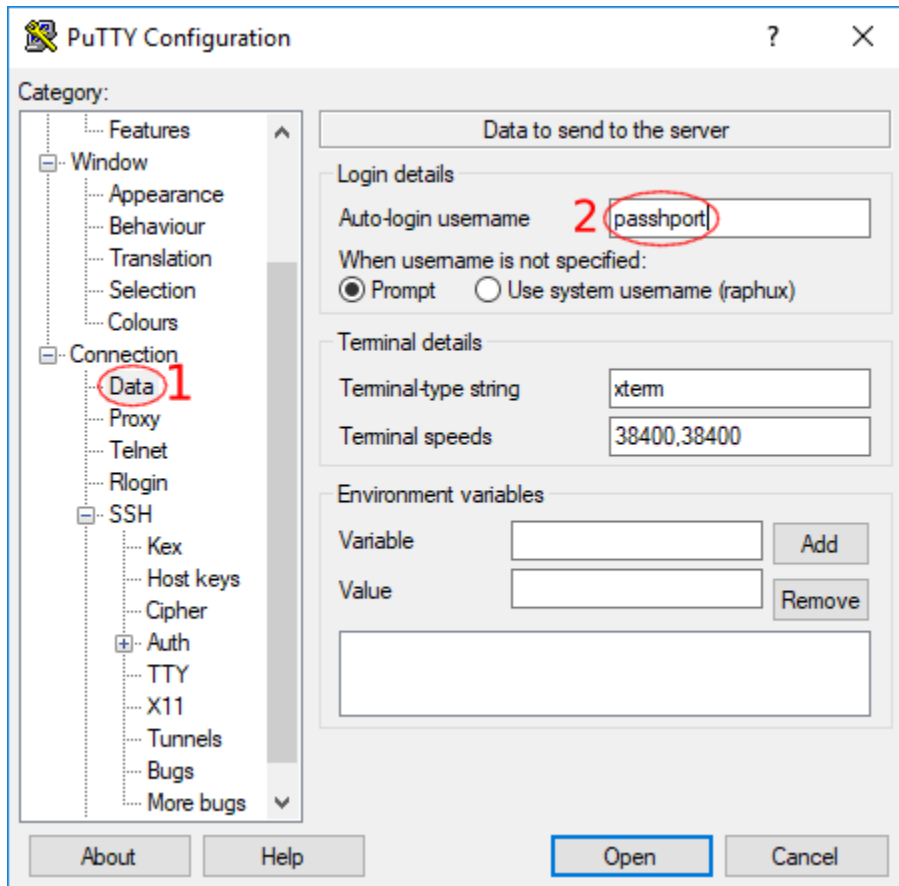 PuTTY Configuration ?
Category:
Features
Window
Appearance
Behaviour
Translation
Selection
Colours
Connection
Data 1
Proxy
Telnet
Rlogin
SSH
Kex
Host keys
Cipher
Auth
TTY
X11
Tunnels
Bugs
More bugs
Data to send to the server
Login details
Auto-login username 2 passhport
When username is not specified:
Prompt Use system username (raphux)
Terminal details
Terminal-type string xterm
Terminal speeds 38400,38400
Environment variables
Variable Add
Value Remove
About Help Open Cancel